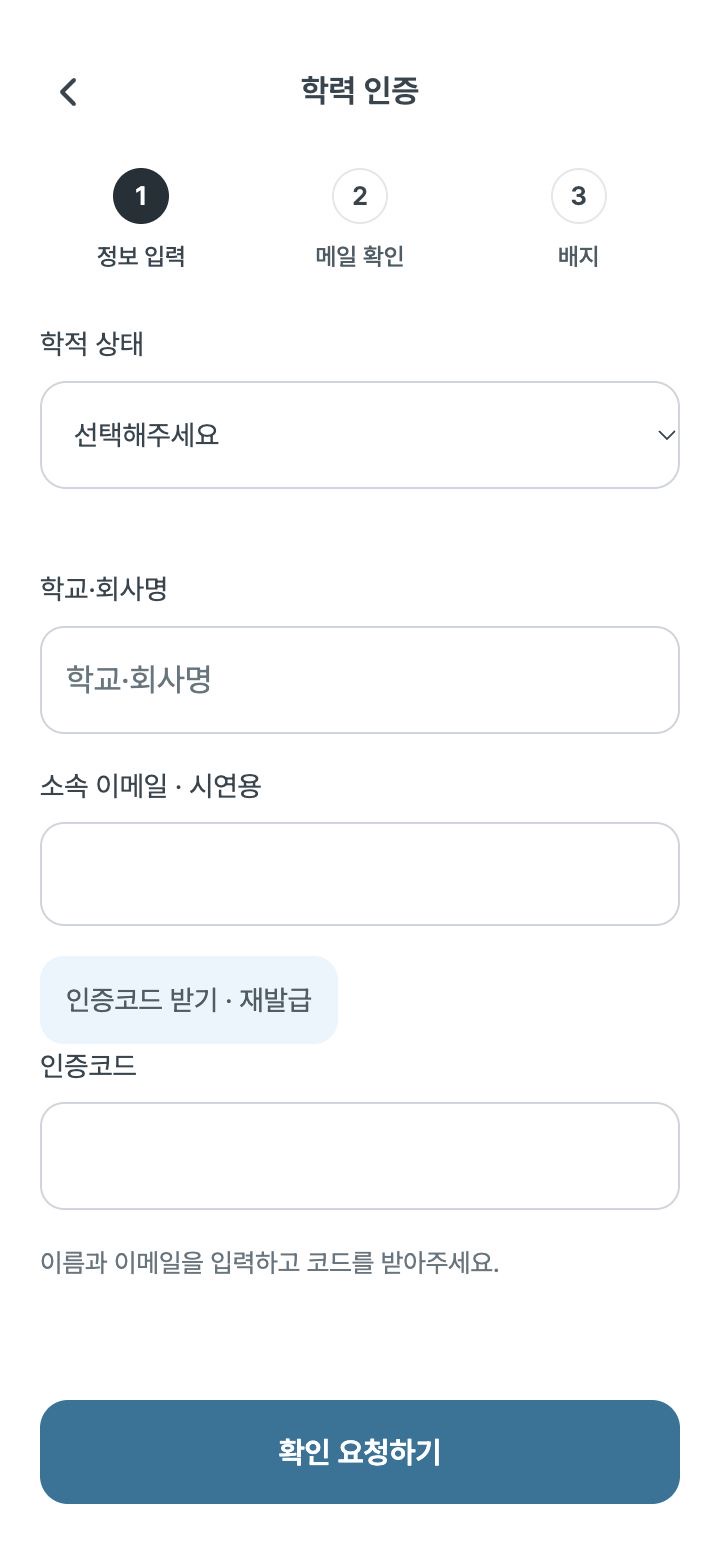 학력 인증
1
2
3
정보 입력
메일 확인
배지
학적 상태
선택해주세요
학교·회사명
학교·회사명
소속 이메일 · 시연용
인증코드 받기 · 재발급
인증코드
이름과 이메일을 입력하고 코드를 받아주세요.
확인 요청하기